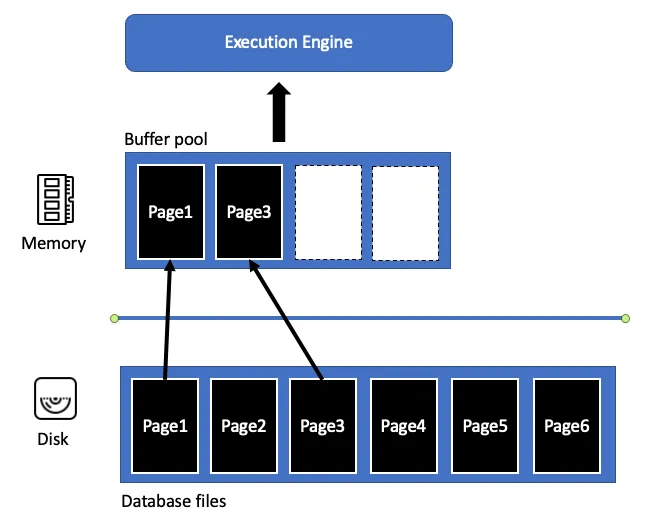 Execution Engine
Buffer pool
Page1 Page3
Memory
Page1 Page2 Page3 Page4 Page5 Page6
Disk
Database files